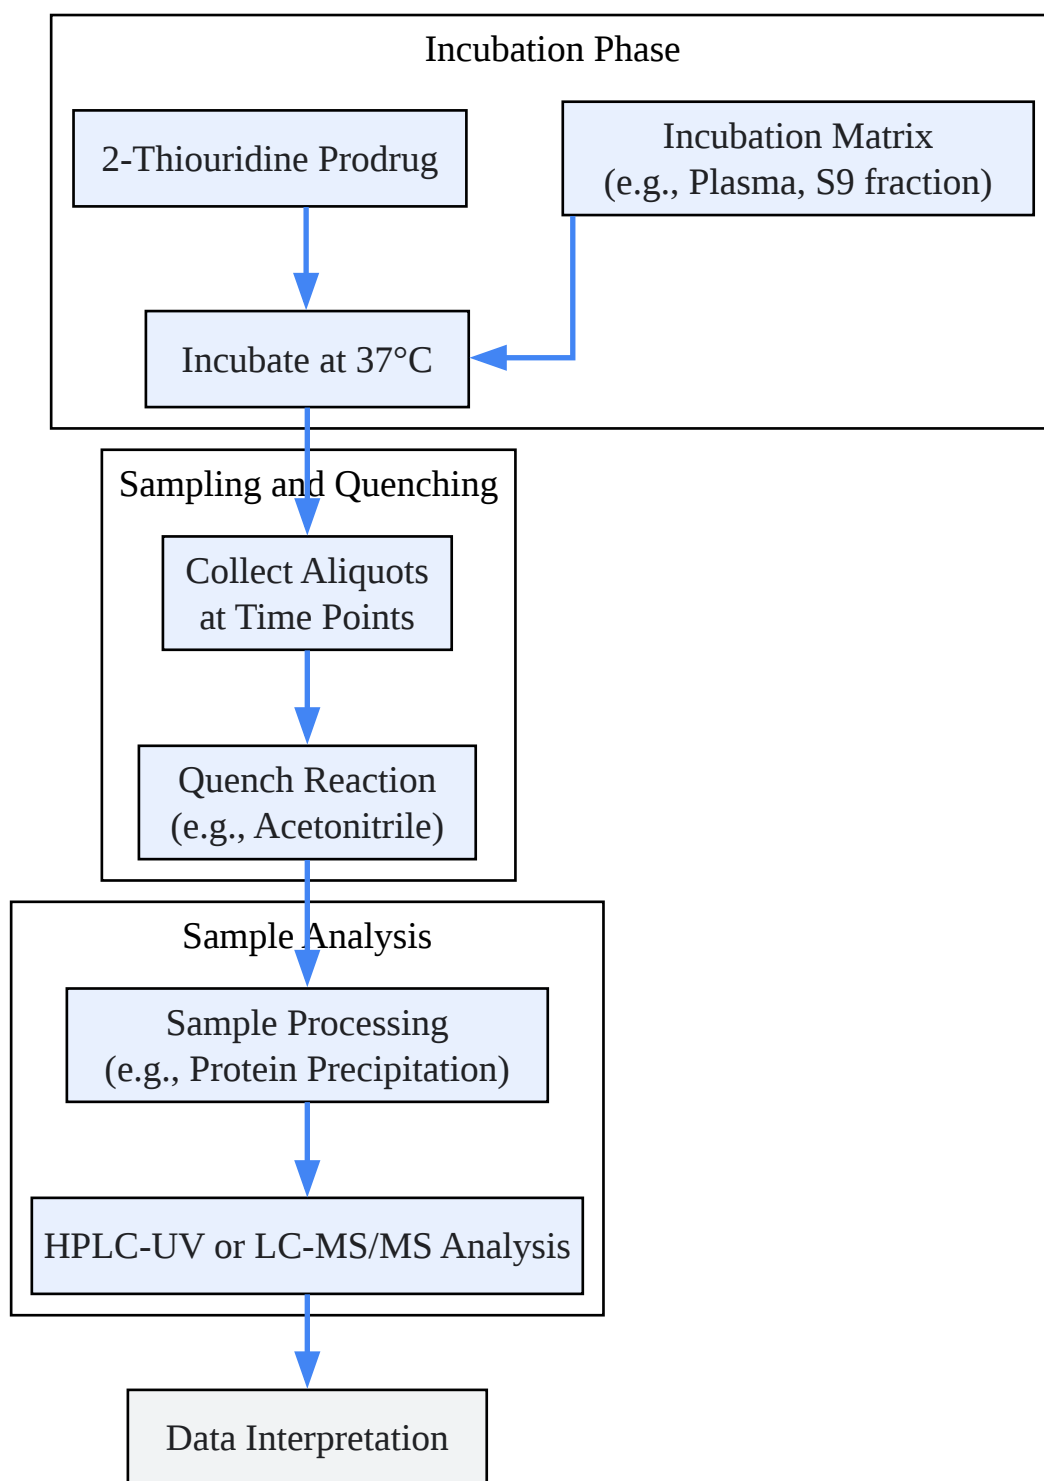 Incubation Phase
2-Thiouridine Prodrug
Incubation Matrix
(e.g., Plasma, S9 fraction)
Incubate at 37°C
Sampling and Quenching
Collect Aliquots
at Time Points
Quench Reaction
(e.g., Acetonitrile)
Sample Analysis
Sample Processing
(e.g., Protein Precipitation)
HPLC-UV or LC-MS/MS Analysis
Data Interpretation